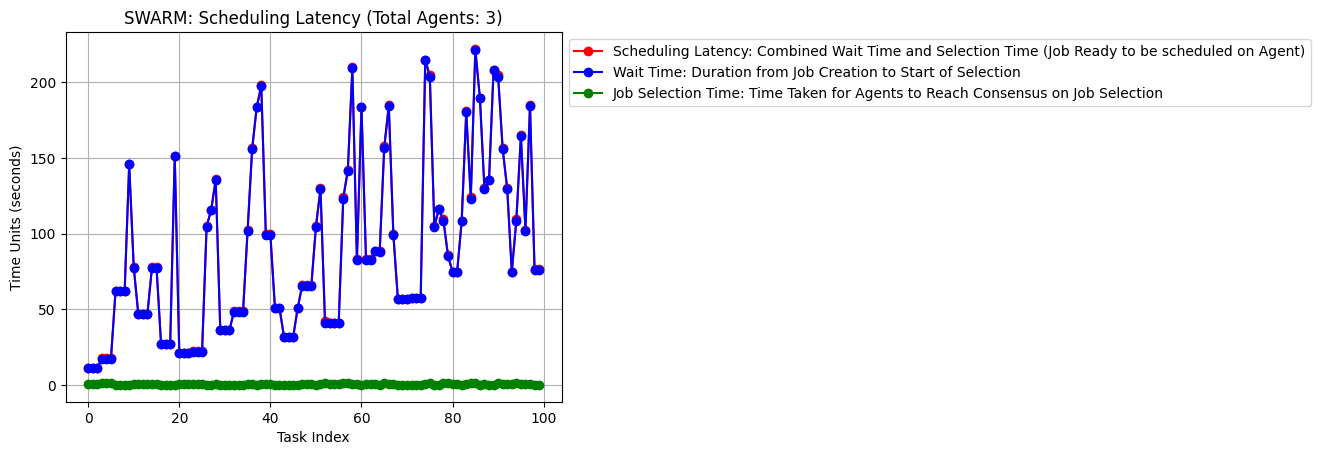 SWARM: Scheduling Latency (Total Agents: 3)
Scheduling Latency: Combined Wait Time and Selection Time (Job Ready to be scheduled on Agent)
Wait Time: Duration from Job Creation to Start of Selection
Job Selection Time: Time Taken for Agents to Reach Consensus on Job Selection
Time Units (seconds)
200
150
100
50
0
0
20
40
60
80
100
Task Index